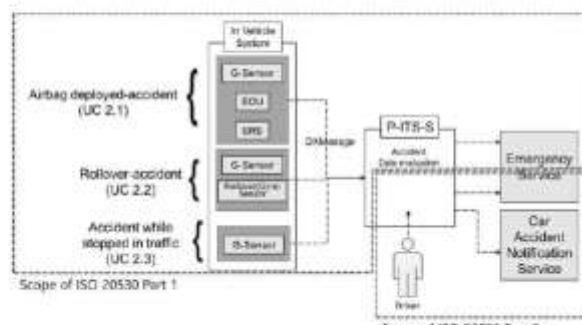 In Vehicle
System
G-Sensor
Airbag deployed-accident
(UC 2.1)
ECU
SRS
P-ITS-S
Accident
Data evaluation
Emergency
Service
G-Sensor
Rollover-accident
(UC 2.2)
Sensor
Accident while
stopped in traffic
(UC 2.3)
G-Sensor
Car
Accident
Notification
Service
Driver
Scope of ISO 20530 Part 1